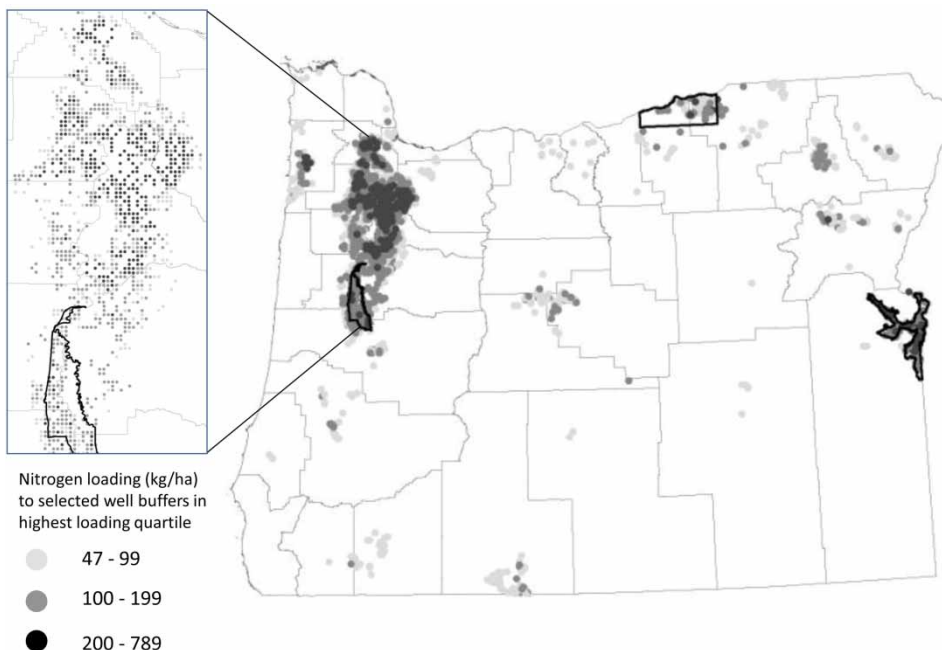 Nitrogen loading (kg/ha)
to selected well buffers in
highest loading quartile
47 - 99
100 - 199
200 - 789